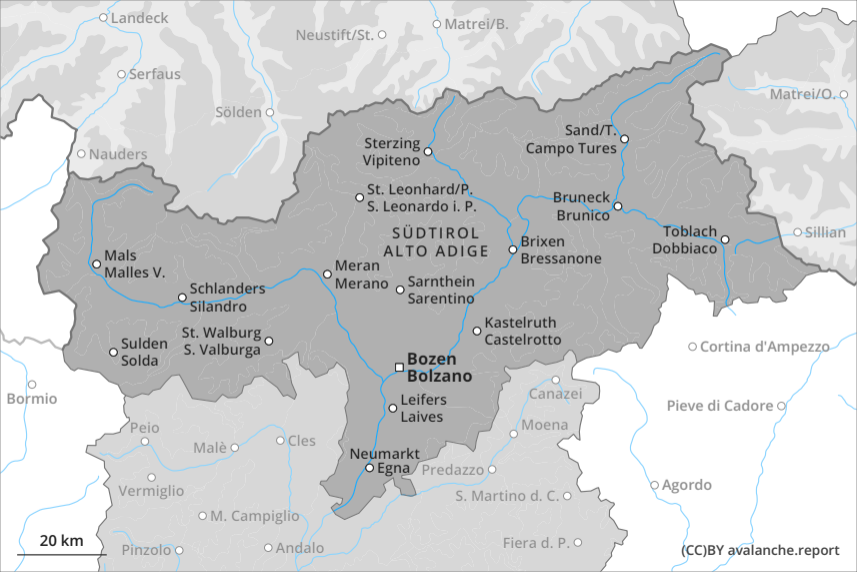 Landeck
Matrei/B.
Neustift/St.
Serfaus
Matrei/O.
Sölden
Sand/T.
Campo Tures
Sterzing
Vipiteno
Nauders
St. Leonhard/P.
S. Leonardo i. P.
Bruneck
Brunico
SÜDTIROL
ALTO ADIGE
Toblach
Dobbiaco
Sillian
Brixen
Bressanone
Mals
Malles V.
Meran
Merano
Sarnthein
Sarentino
Schlanders
Silandro
Kastelruth
Castelrotto
St. Walburg
S. Valburga
Sulden
Solda
Cortina d'Ampezzo
Bozen
Bolzano
Bormio
Canazei
Leifers
Laives
Pieve di Cadore
Moena
Peio
Cles
Malè
Neumarkt
Egna
Predazzo
Vermiglio
Agordo
S. Martino d. C.
M. Campiglio
20 km
Pinzolo
Andalo
Fiera d. P.
(CC)BY avalanche.report